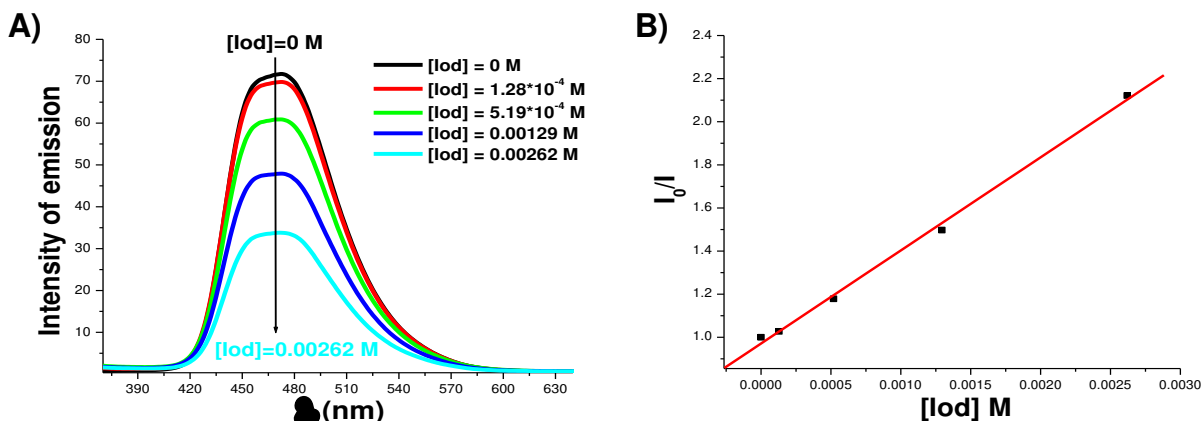 A)
[Iod]=0 M
[Iod] = 0 M
[Iod] = 1.28*10⁻⁴ M
[Iod] = 5.19*10⁻⁴ M
[Iod] = 0.00129 M
[Iod] = 0.00262 M
[Iod]=0.00262 M
Intensity of emission
80
70
60
50
40
30
20
10
390 420 450 480 510 540 570 600 630
(nm)
B)
I₀/I
2.4
2.2
2.0
1.8
1.6
1.4
1.2
1.0
0.0000 0.0005 0.0010 0.0015 0.0020 0.0025 0.0030
[Iod] M